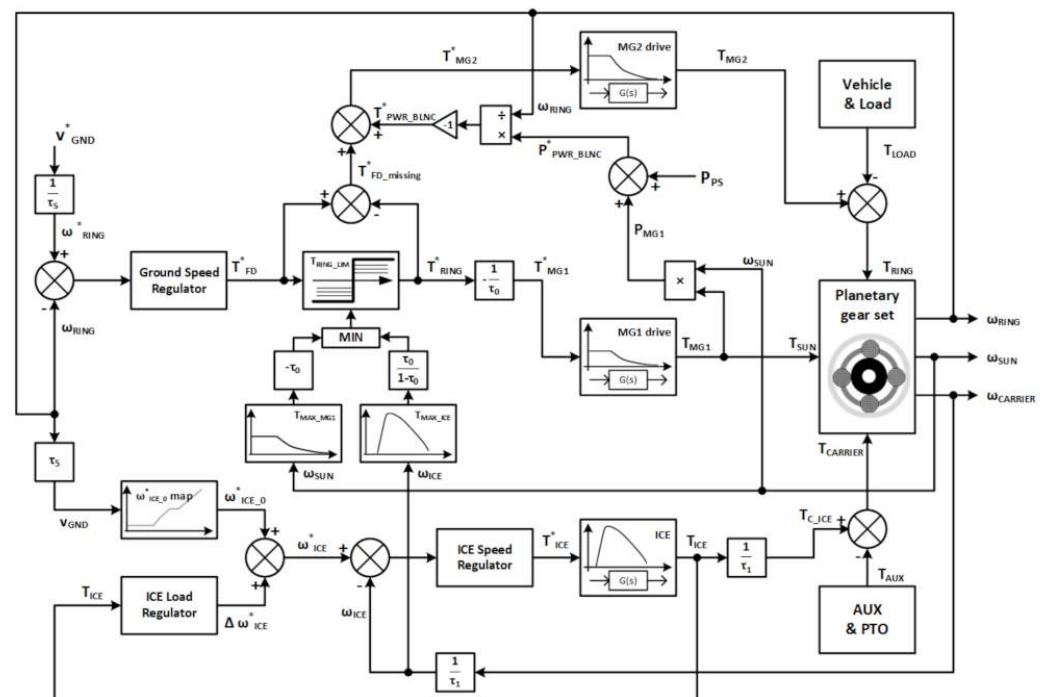 T*MG2
MG2 drive
G(s)
TMG2
Vehicle
& Load
V*GND
1
τS
ω*RING
+
-
ωRING
Ground Speed
Regulator
T*FD
T*PWR_BLNC
+
+
-1
÷
×
ωRING
P*PWR_BLNC
T*FD_missing
+
-
+
+
PPS
PMG1
TLOAD
-
+
TRING
TRING_LIM
T*RING
-1
τ0
T*MG1
×
ωSUN
MG1 drive
G(s)
TMG1
TSUN
Planetary
gear set
ωRING
ωSUN
ωCARRIER
MIN
-τ0
τ0
1-τ0
TMAX_MG1
TMAX_ICE
ωSUN
ωICE
TCARRIER
τS
vGND
ω*ICE_0 map
ω*ICE_0
+
+
ω*ICE
+
-
ωICE
ICE Speed
Regulator
T*ICE
ICE
G(s)
TICE
1
τ1
TC_ICE
+
-
TAUX
AUX
& PTO
TICE
ICE Load
Regulator
Δ ω*ICE
1
τ1